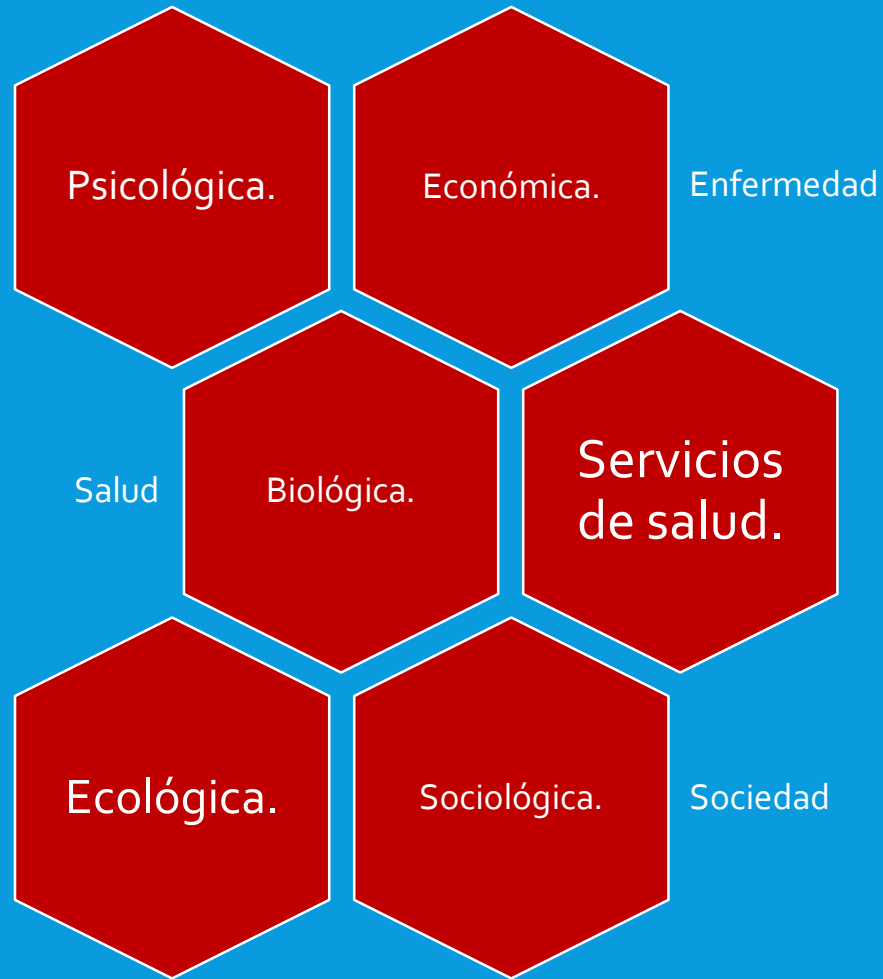 Psicológica.
Económica.
Enfermedad
Salud
Biológica.
Servicios
de salud.
Ecológica.
Sociológica.
Sociedad